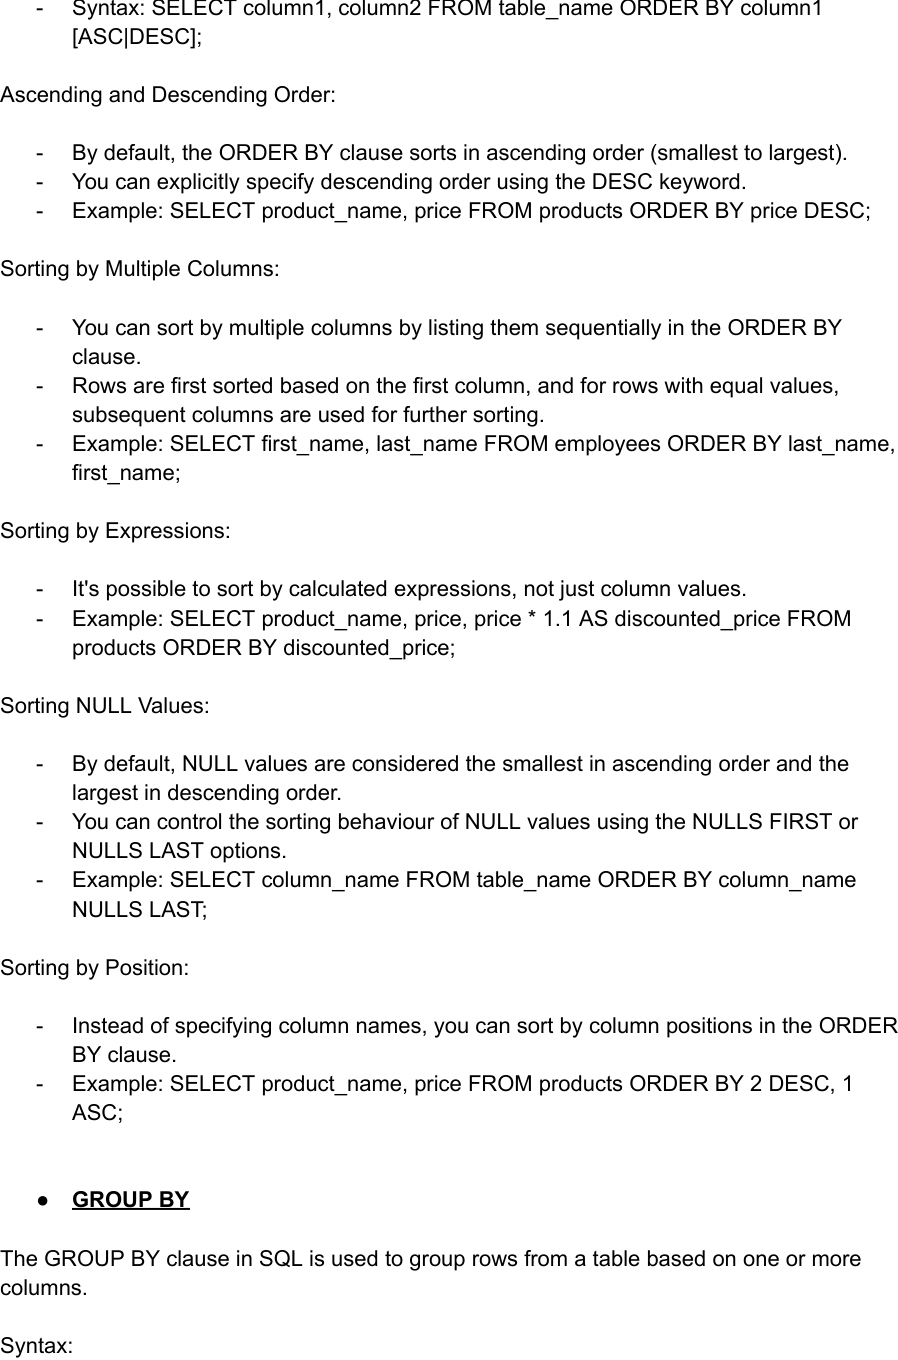 - Syntax: SELECT column1, column2 FROM table_name ORDER BY column1
[ASC|DESC];
Ascending and Descending Order:
- By default, the ORDER BY clause sorts in ascending order (smallest to largest).
- You can explicitly specify descending order using the DESC keyword.
- Example: SELECT product_name, price FROM products ORDER BY price DESC;
Sorting by Multiple Columns:
- You can sort by multiple columns by listing them sequentially in the ORDER BY
clause.
- Rows are first sorted based on the first column, and for rows with equal values,
subsequent columns are used for further sorting.
- Example: SELECT first_name, last_name FROM employees ORDER BY last_name,
first_name;
Sorting by Expressions:
- It's possible to sort by calculated expressions, not just column values.
- Example: SELECT product_name, price, price * 1.1 AS discounted_price FROM
products ORDER BY discounted_price;
Sorting NULL Values:
- By default, NULL values are considered the smallest in ascending order and the
largest in descending order.
- You can control the sorting behaviour of NULL values using the NULLS FIRST or
NULLS LAST options.
- Example: SELECT column_name FROM table_name ORDER BY column_name
NULLS LAST;
Sorting by Position:
- Instead of specifying column names, you can sort by column positions in the ORDER
BY clause.
- Example: SELECT product_name, price FROM products ORDER BY 2 DESC, 1
ASC;
● GROUP BY
The GROUP BY clause in SQL is used to group rows from a table based on one or more
columns.
Syntax: